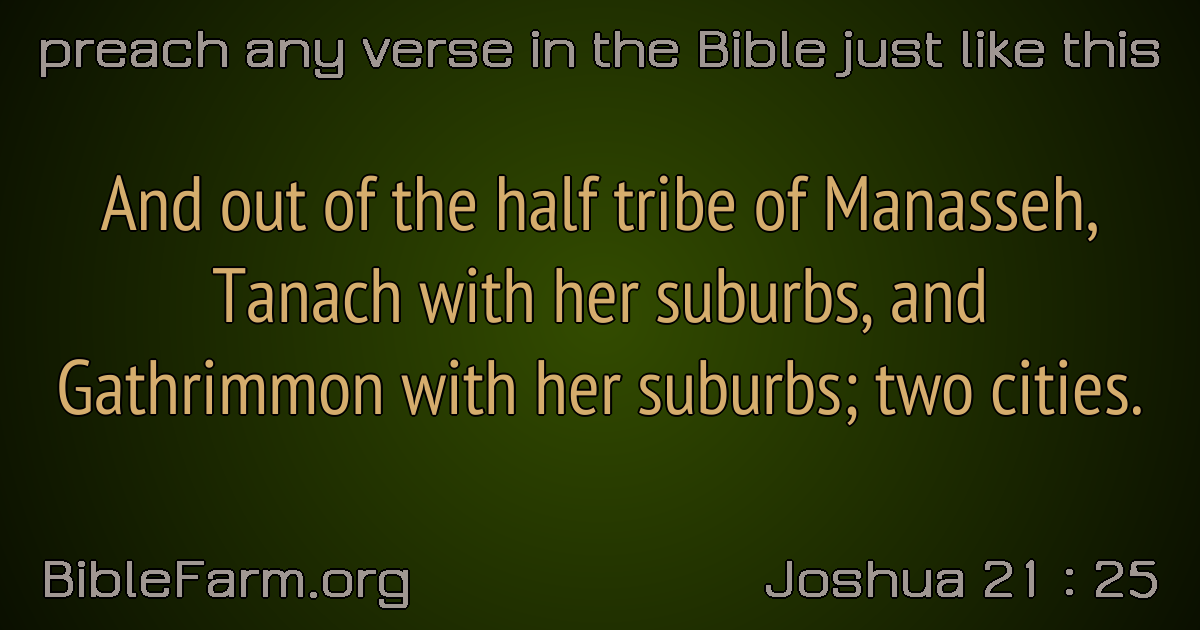 preach any verse in the Bible just like this
And out of the half tribe of Manasseh,
Tanach with her suburbs, and
Gathrimmon with her suburbs; two cities.
BibleFarm.org
Joshua 21 : 25